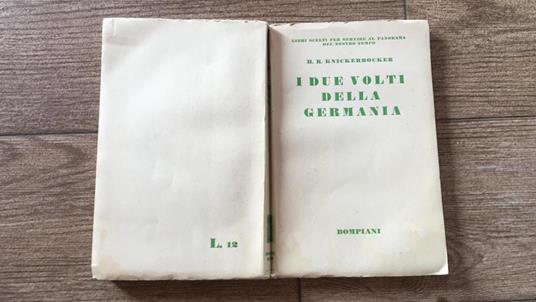 LIBRI SCELTI PER SERVIRE AL PANORAMA
DEL NOSTRO TEMPO
H. R. KNICKERBOCKER
I DUE VOLTI
DELLA
GERMANIA
BOMPIANI
L. 12